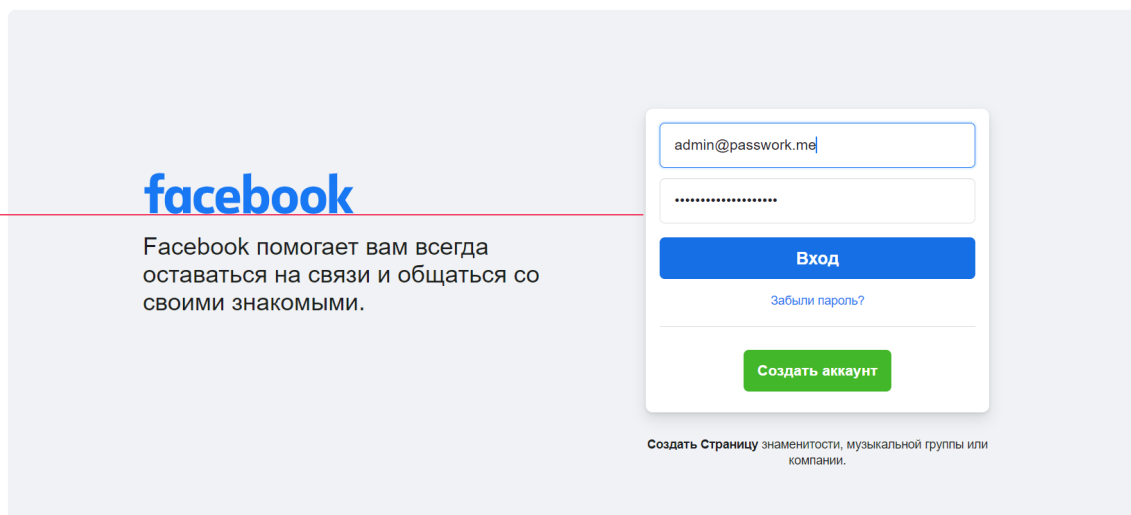 facebook
Facebook помогает вам всегда
оставаться на связи и общаться со
своими знакомыми.
admin@passwork.me
••••••••••••••••••••
Вход
Забыли пароль?
Создать аккаунт
Создать Страницу знаменитости, музыкальной группы или
компании.